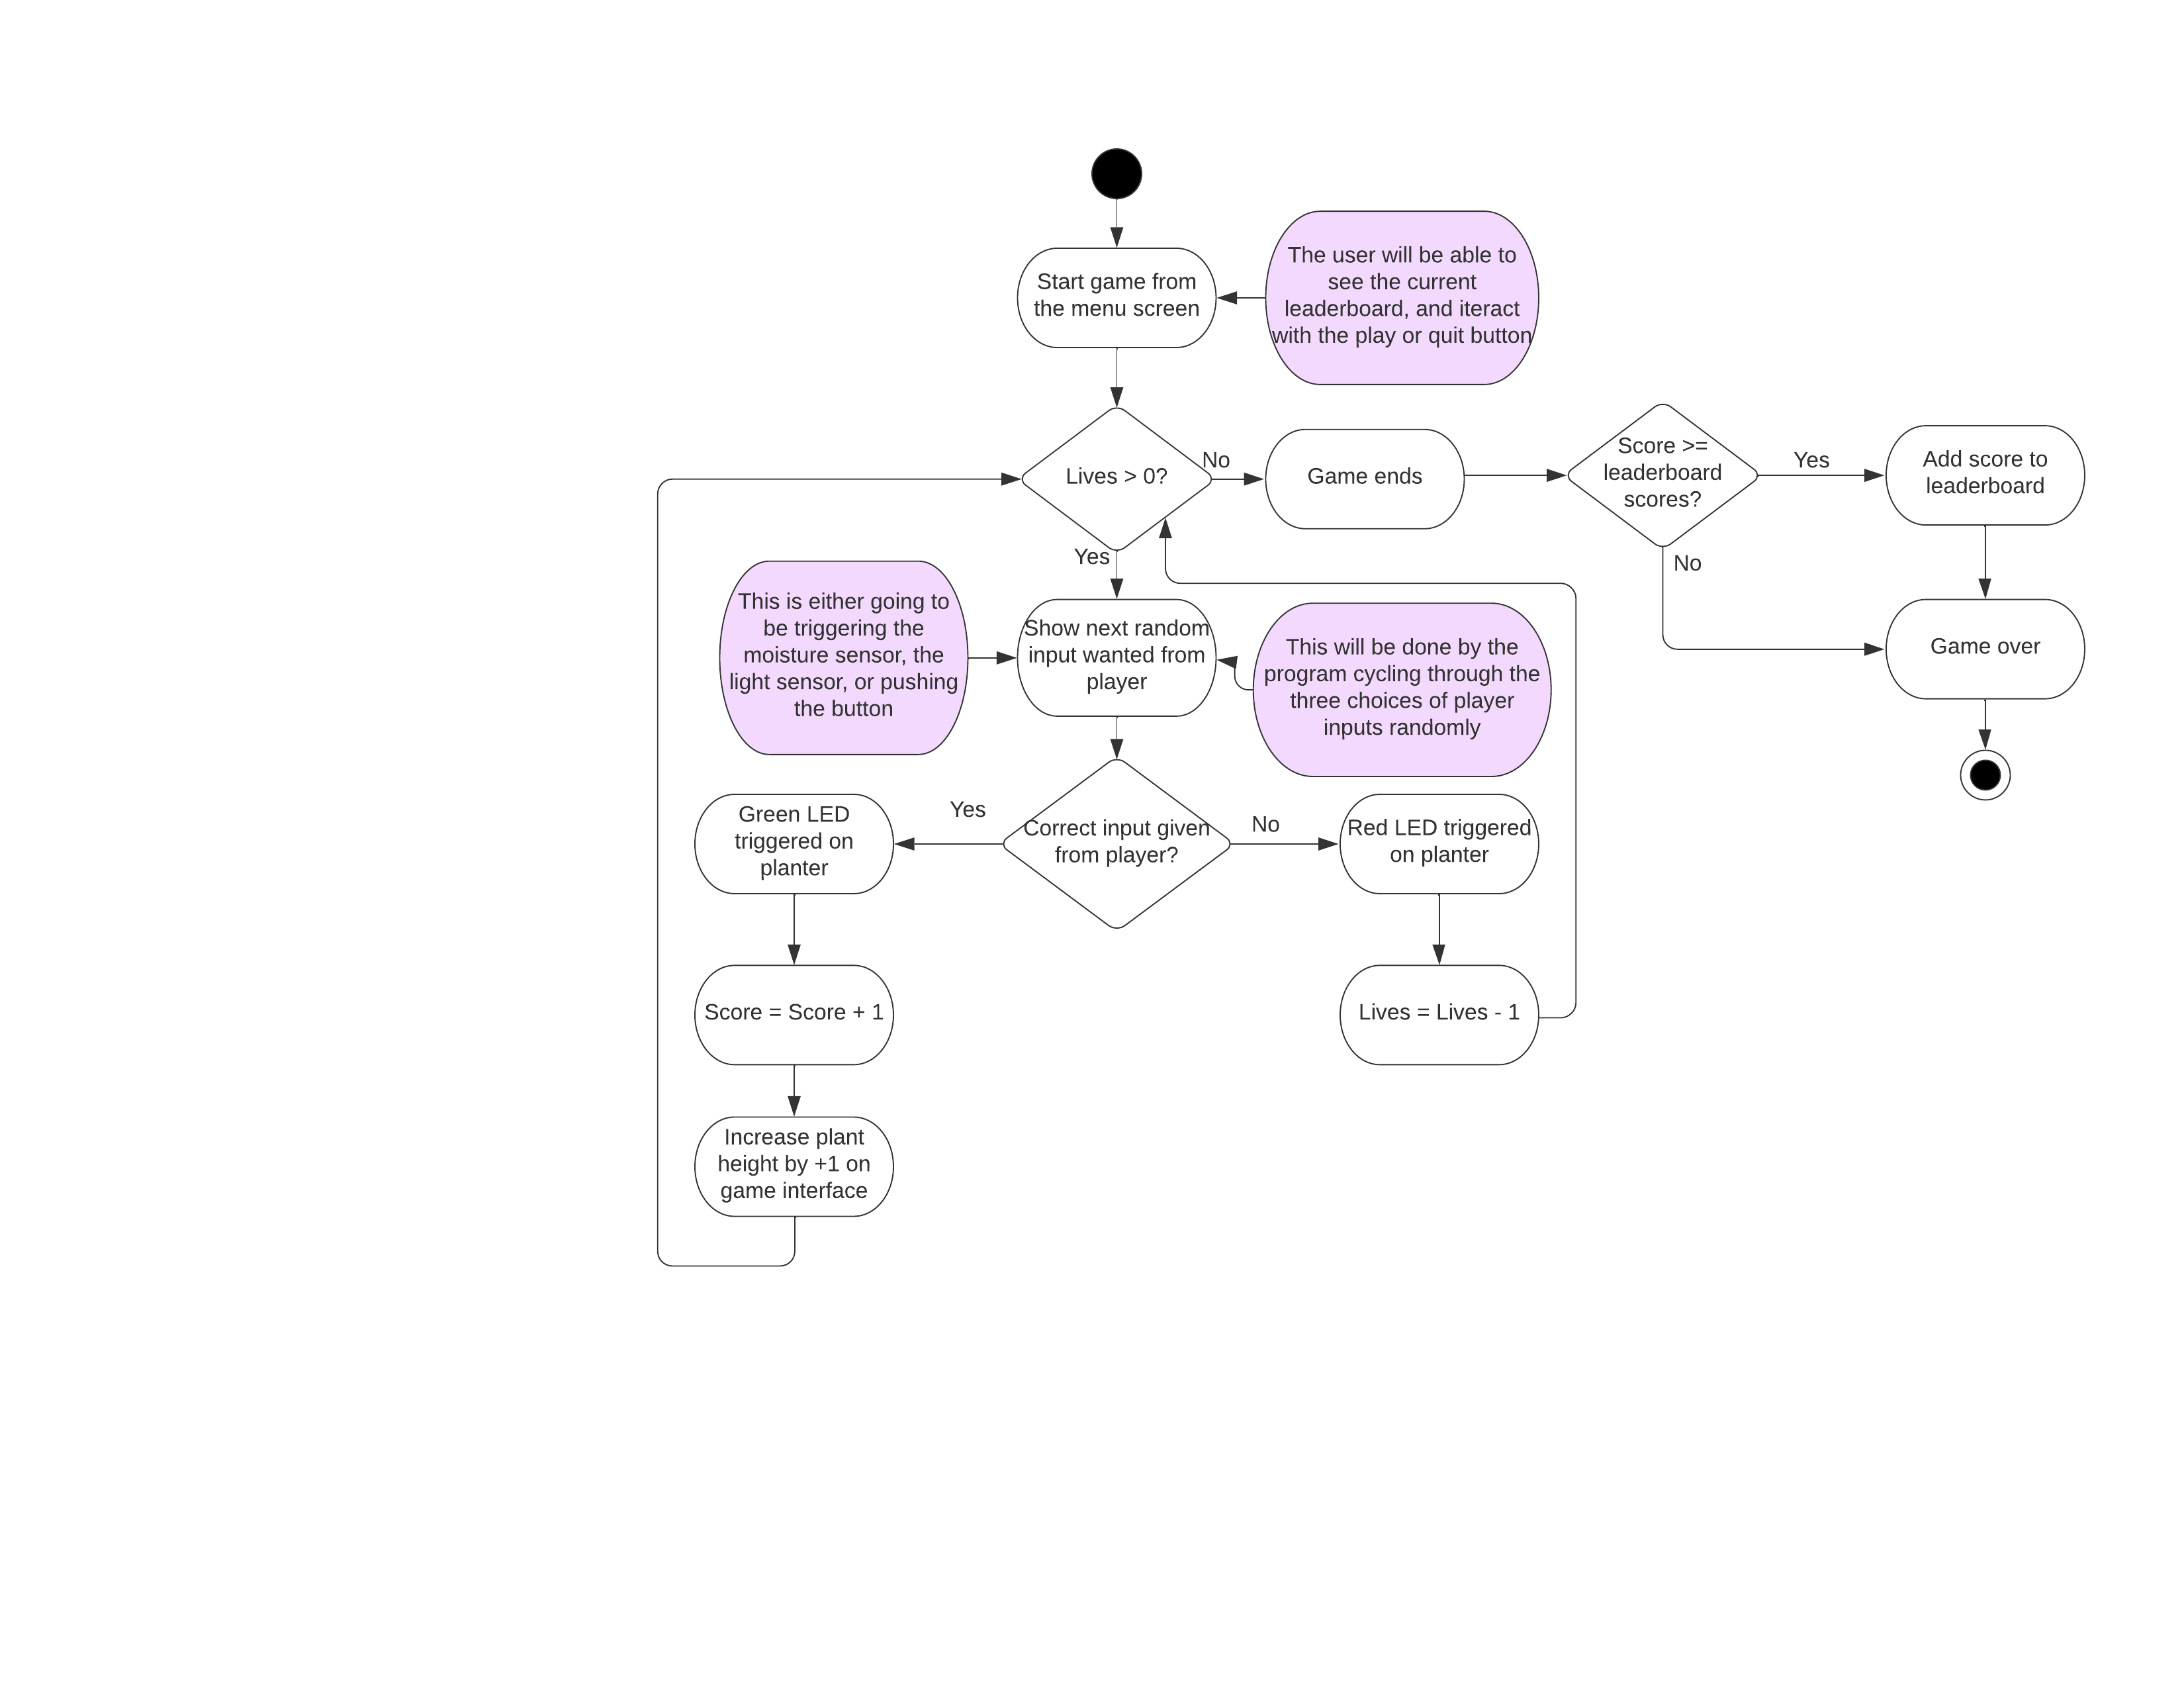 Start game from
the menu screen
The user will be able to
see the current
leaderboard, and iteract
with the play or quit button
Lives > 0?
No
Game ends
Score >=
leaderboard
scores?
Yes
Add score to
leaderboard
Yes
No
This is either going to
be triggering the
moisture sensor, the
light sensor, or pushing
the button
Show next random
input wanted from
player
This will be done by the
program cycling through the
three choices of player
inputs randomly
Game over
Green LED
triggered on
planter
Yes
Correct input given
from player?
No
Red LED triggered
on planter
Score = Score + 1
Lives = Lives - 1
Increase plant
height by +1 on
game interface